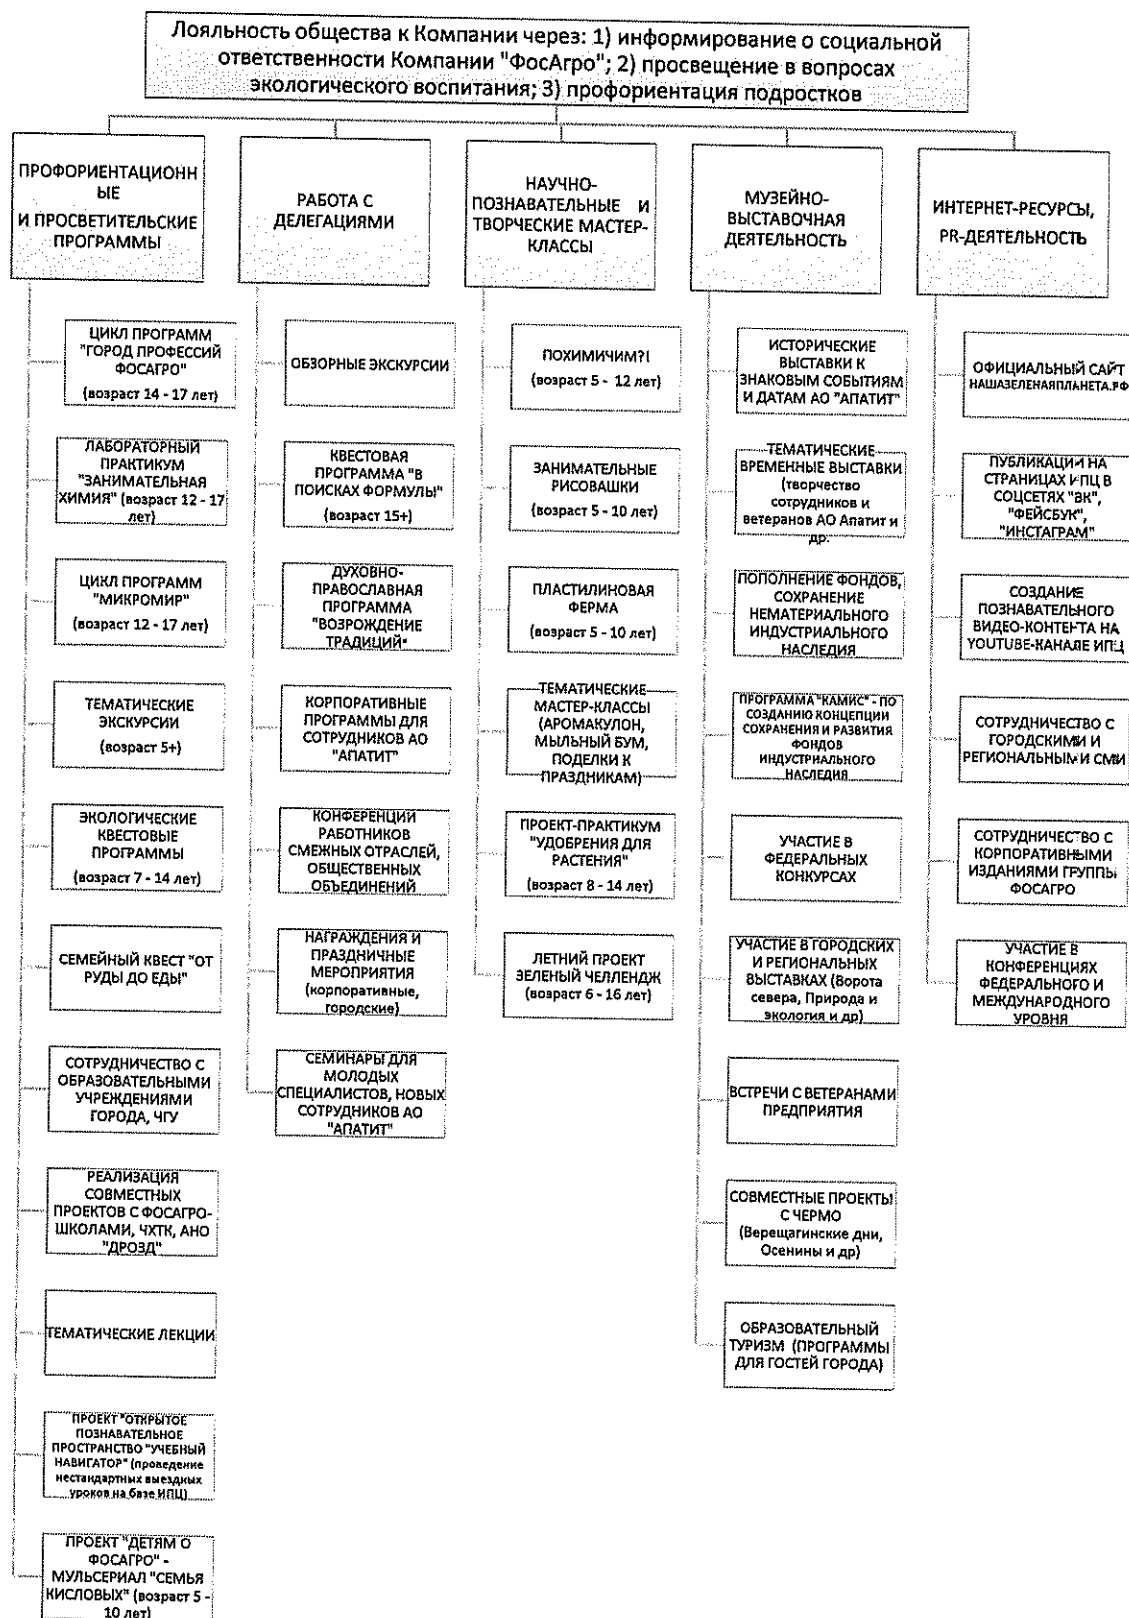 Лояльность общества к Компании через: 1) информирование о социальной
ответственности Компании "ФосАгро"; 2) просвещение в вопросах
экологического воспитания; 3) профориентация подростков
ПРОФОРИЕНТАЦИОНН
ЫЕ
И ПРОСВЕТИТЕЛЬСКИЕ
ПРОГРАММЫ
ЦИКЛ ПРОГРАММ
"ГОРОД ПРОФЕССИЙ
ФОСАГРО"
(возраст 14 - 17 лет)
ЛАБОРАТОРНЫЙ
ПРАКТИКУМ
"ЗАНИМАТЕЛЬНАЯ
ХИМИЯ" (возраст 12 - 17
лет)
ЦИКЛ ПРОГРАММ
"МИКРОМИР"
(возраст 12 - 17 лет)
ТЕМАТИЧЕСКИЕ
ЭКСКУРСИИ
(возраст 5+)
ЭКОЛОГИЧЕСКИЕ
КВЕСТОВЫЕ
ПРОГРАММЫ
(возраст 7 - 14 лет)
СЕМЕЙНЫЙ КВЕСТ "ОТ
РУДЫ ДО ЕДЫ"
СОТРУДНИЧЕСТВО С
ОБРАЗОВАТЕЛЬНЫМИ
УЧРЕЖДЕНИЯМИ
ГОРОДА, ЧГУ
РЕАЛИЗАЦИЯ
СОВМЕСТНЫХ
ПРОЕКТОВ С ФОСАГРО-
ШКОЛАМИ, ЧХТК, АНО
"ДРОЗД"
ТЕМАТИЧЕСКИЕ ЛЕКЦИИ
ПРОЕКТ "ОТКРЫТОЕ
ПОЗНАВАТЕЛЬНОЕ
ПРОСТРАНСТВО "УЧЕБНЫЙ
НАВИГАТОР" (проведение
нестандартных выездных
уроков на базе ИПЦ)
ПРОЕКТ "ДЕТЯМ О
ФОСАГРО" -
МУЛЬСЕРИАЛ "СЕМЬЯ
КИСЛОВЫХ" (возраст 5 -
10 лет)
РАБОТА С
ДЕЛЕГАЦИЯМИ
ОБЗОРНЫЕ ЭКСКУРСИИ
КВЕСТОВАЯ
ПРОГРАММА "В
ПОИСКАХ ФОРМУЛЫ"
(возраст 15+)
ДУХОВНО-
ПРАВОСЛАВНАЯ
ПРОГРАММА
"ВОЗРОЖДЕНИЕ
ТРАДИЦИЙ"
КОРПОРАТИВНЫЕ
ПРОГРАММЫ ДЛЯ
СОТРУДНИКОВ АО
"АПАТИТ"
КОНФЕРЕНЦИИ
РАБОТНИКОВ
СМЕЖНЫХ ОТРАСЛЕЙ,
ОБЩЕСТВЕННЫХ
ОБЪЕДИНЕНИЙ
НАГРАЖДЕНИЯ И
ПРАЗДНИЧНЫЕ
МЕРОПРИЯТИЯ
(корпоративные,
городские)
СЕМИНАРЫ ДЛЯ
МОЛОДЫХ
СПЕЦИАЛИСТОВ, НОВЫХ
СОТРУДНИКОВ АО
"АПАТИТ"
НАУЧНО-
ПОЗНАВАТЕЛЬНЫЕ И
ТВОРЧЕСКИЕ МАСТЕР-
КЛАССЫ
ПОХИМИЧИМ?!
(возраст 5 - 12 лет)
ЗАНИМАТЕЛЬНЫЕ
РИСОВАШКИ
(возраст 5 - 10 лет)
ПЛАСТИЛИНОВАЯ
ФЕРМА
(возраст 5 - 10 лет)
ТЕМАТИЧЕСКИЕ
МАСТЕР-КЛАССЫ
(АРОМАКУЛОН,
МЫЛЬНЫЙ БУМ,
ПОДЕЛКИ К
ПРАЗДНИКАМ)
ПРОЕКТ-ПРАКТИКУМ
"УДОБРЕНИЯ ДЛЯ
РАСТЕНИЯ"
(возраст 8 - 14 лет)
ЛЕТНИЙ ПРОЕКТ
ЗЕЛЕНЫЙ ЧЕЛЛЕНДЖ
(возраст 6 - 16 лет)
МУЗЕЙНО-
ВЫСТАВОЧНАЯ
ДЕЯТЕЛЬНОСТЬ
ИСТОРИЧЕСКИЕ
ВЫСТАВКИ К
ЗНАКОВЫМ СОБЫТИЯМ
И ДАТАМ АО "АПАТИТ"
ТЕМАТИЧЕСКИЕ
ВРЕМЕННЫЕ ВЫСТАВКИ
(творчество
сотрудников и
ветеранов АО Апатит и
др.
ПОПОЛНЕНИЕ ФОНДОВ,
СОХРАНЕНИЕ
НЕМАТЕРИАЛЬНОГО
ИНДУСТРИАЛЬНОГО
НАСЛЕДИЯ
ПРОГРАММА "КАМИС" - ПО
СОЗДАНИЮ КОНЦЕПЦИИ
СОХРАНЕНИЯ И РАЗВИТИЯ
ФОНДОВ
ИНДУСТРИАЛЬНОГО
НАСЛЕДИЯ
УЧАСТИЕ В
ФЕДЕРАЛЬНЫХ
КОНКУРСАХ
УЧАСТИЕ В ГОРОДСКИХ
И РЕГИОНАЛЬНЫХ
ВЫСТАВКАХ (Ворота
севера, Природа и
экология и др)
ВСТРЕЧИ С ВЕТЕРАНАМИ
ПРЕДПРИЯТИЯ
СОВМЕСТНЫЕ ПРОЕКТЫ
С ЧЕРМО
(Верещагинские дни,
Осенины и др)
ОБРАЗОВАТЕЛЬНЫЙ
ТУРИЗМ (ПРОГРАММЫ
ДЛЯ ГОСТЕЙ ГОРОДА)
ИНТЕРНЕТ-РЕСУРСЫ,
PR-ДЕЯТЕЛЬНОСТЬ
ОФИЦИАЛЬНЫЙ САЙТ
НАШАЗЕЛЕНАЯПЛАНЕТА.РФ
ПУБЛИКАЦИИ НА
СТРАНИЦАХ ИПЦ В
СОЦСЕТЯХ "ВК",
"ФЕЙСБУК",
"ИНСТАГРАМ"
СОЗДАНИЕ
ПОЗНАВАТЕЛЬНОГО
ВИДЕО-КОНТЕНТА НА
YOUTUBE-КАНАЛЕ ИПЦ
СОТРУДНИЧЕСТВО С
ГОРОДСКИМИ И
РЕГИОНАЛЬНЫМИ СМИ
СОТРУДНИЧЕСТВО С
КОРПОРАТИВНЫМИ
ИЗДАНИЯМИ ГРУППЫ
ФОСАГРО
УЧАСТИЕ В
КОНФЕРЕНЦИЯХ
ФЕДЕРАЛЬНОГО И
МЕЖДУНАРОДНОГО
УРОВНЯ